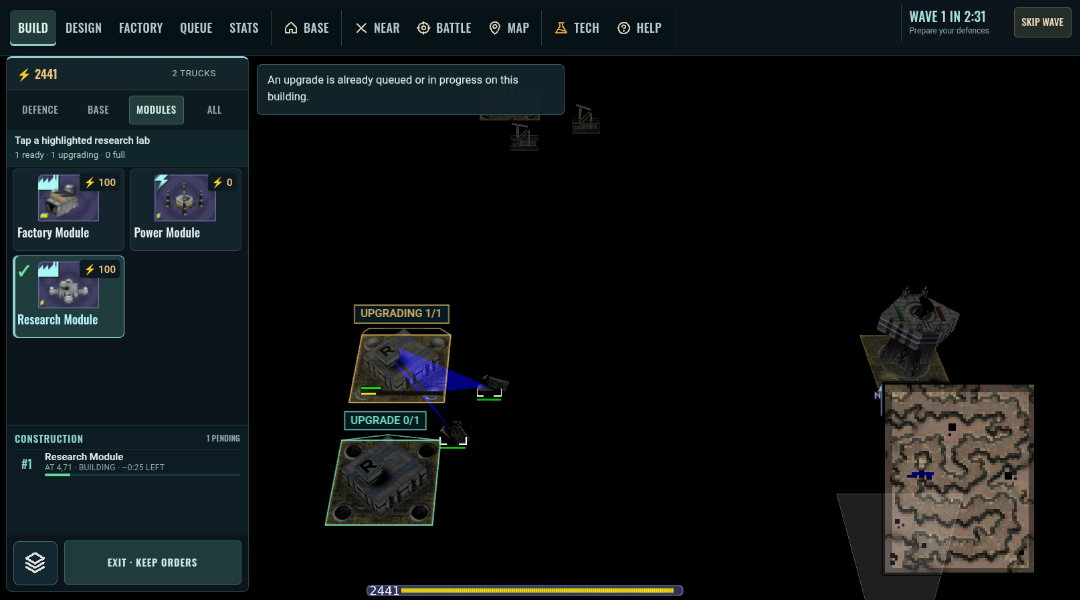 BUILD
DESIGN
FACTORY
QUEUE
STATS
BASE
NEAR
BATTLE
MAP
TECH
HELP
WAVE 1 IN 2:31
Prepare your defences
SKIP WAVE
2441
2 TRUCKS
DEFENCE
BASE
MODULES
ALL
Tap a highlighted research lab
1 ready · 1 upgrading · 0 full
100
Factory Module
0
Power Module
100
Research Module
An upgrade is already queued or in progress on this
building.
UPGRADING 1/1
R
UPGRADE 0/1
R
N
CONSTRUCTION
1 PENDING
#1
Research Module
AT 4,71 · BUILDING · ~0:25 LEFT
EXIT · KEEP ORDERS
2441